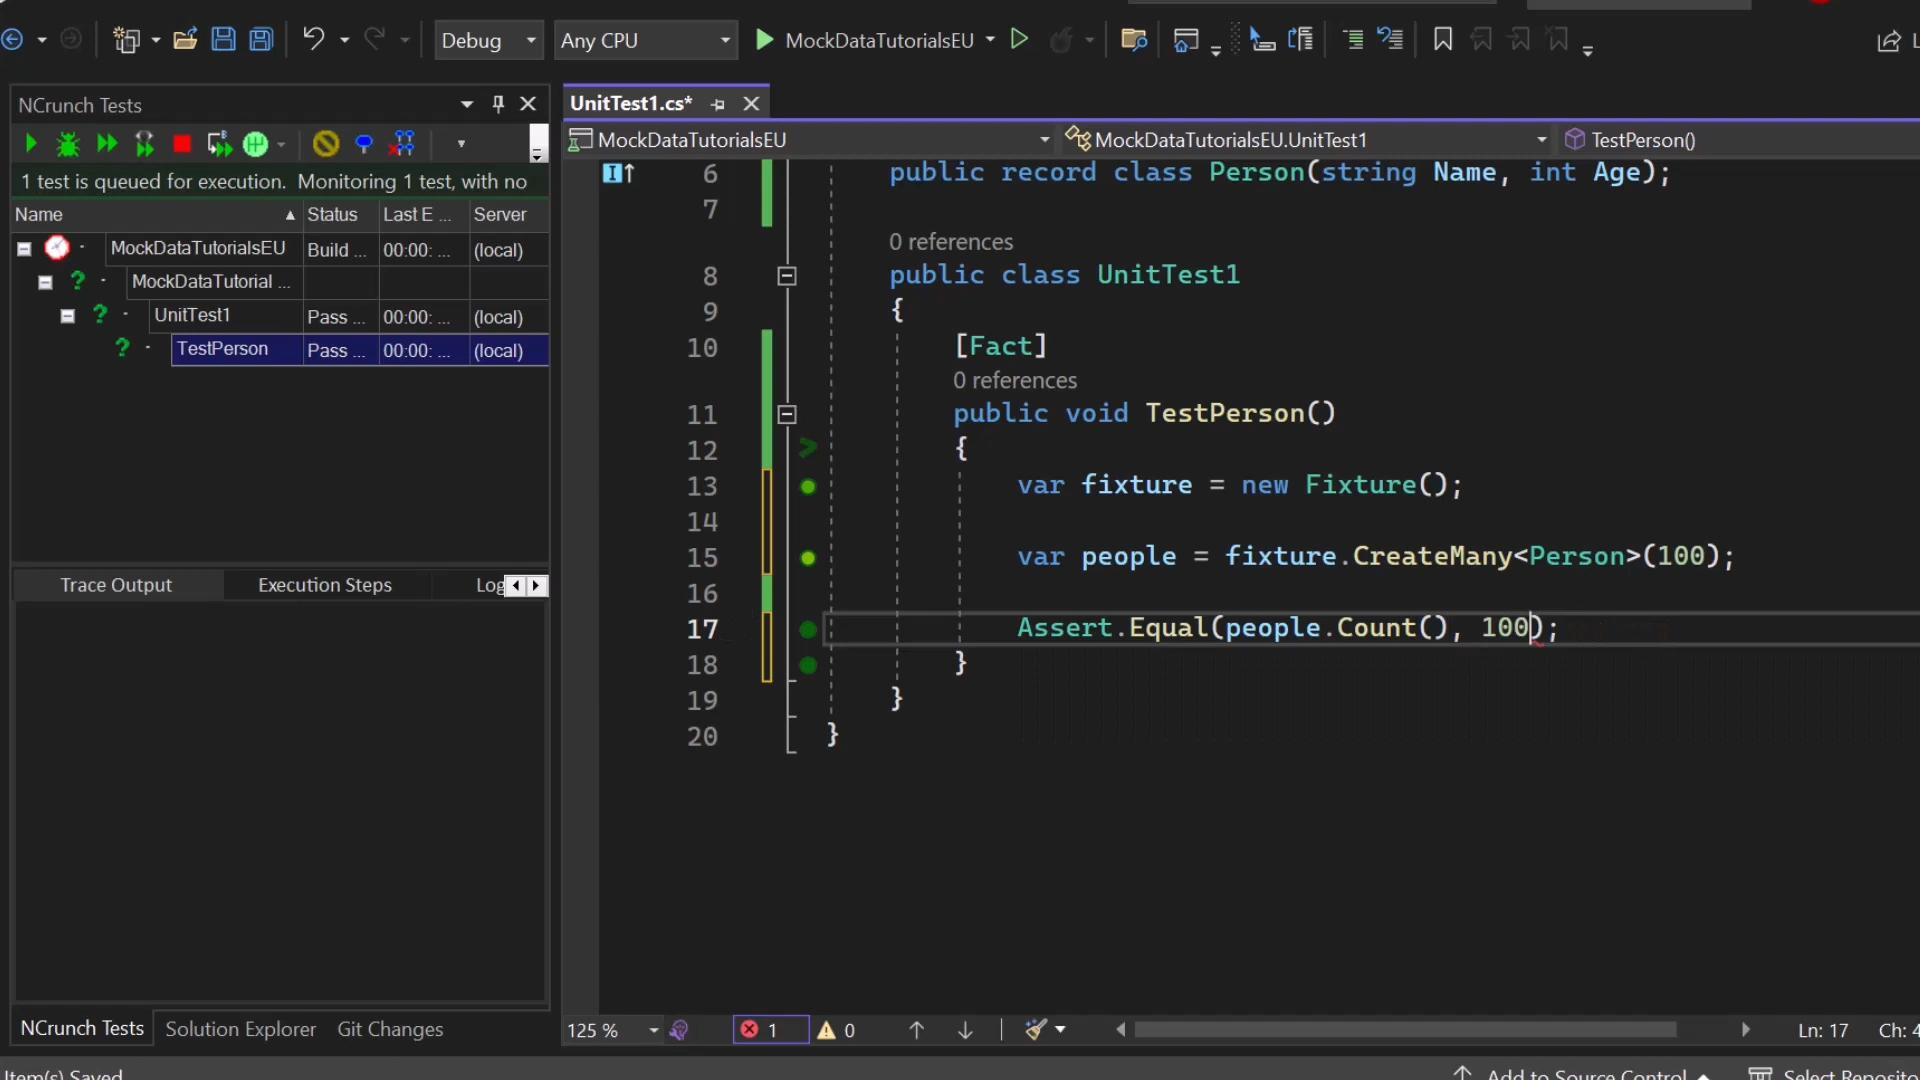 Debug
Any CPU
MockDataTutorialsEU
NCrunch Tests
1 test is queued for execution. Monitoring 1 test, with no
Name Status Last E ... Server
MockDataTutorialsEU Build ... 00:00: ... (local)
MockDataTutorial ...
UnitTest1 Pass ... 00:00: ... (local)
TestPerson Pass ... 00:00: ... (local)
Trace Output Execution Steps Log
NCrunch Tests Solution Explorer Git Changes
UnitTest1.cs*
MockDataTutorialsEU MockDataTutorialsEU.UnitTest1 TestPerson()
6 public record class Person(string Name, int Age);
7
0 references
8 public class UnitTest1
9 {
10 [Fact]
0 references
11 public void TestPerson()
12 {
13 var fixture = new Fixture();
14
15 var people = fixture.CreateMany<Person>(100);
16
17 Assert.Equal(people.Count(), 100);
18 }
19 }
20 }
125 % 1 0 Ln: 17 Ch: 4
Item(s) Saved Add to Source Control Select Reposito